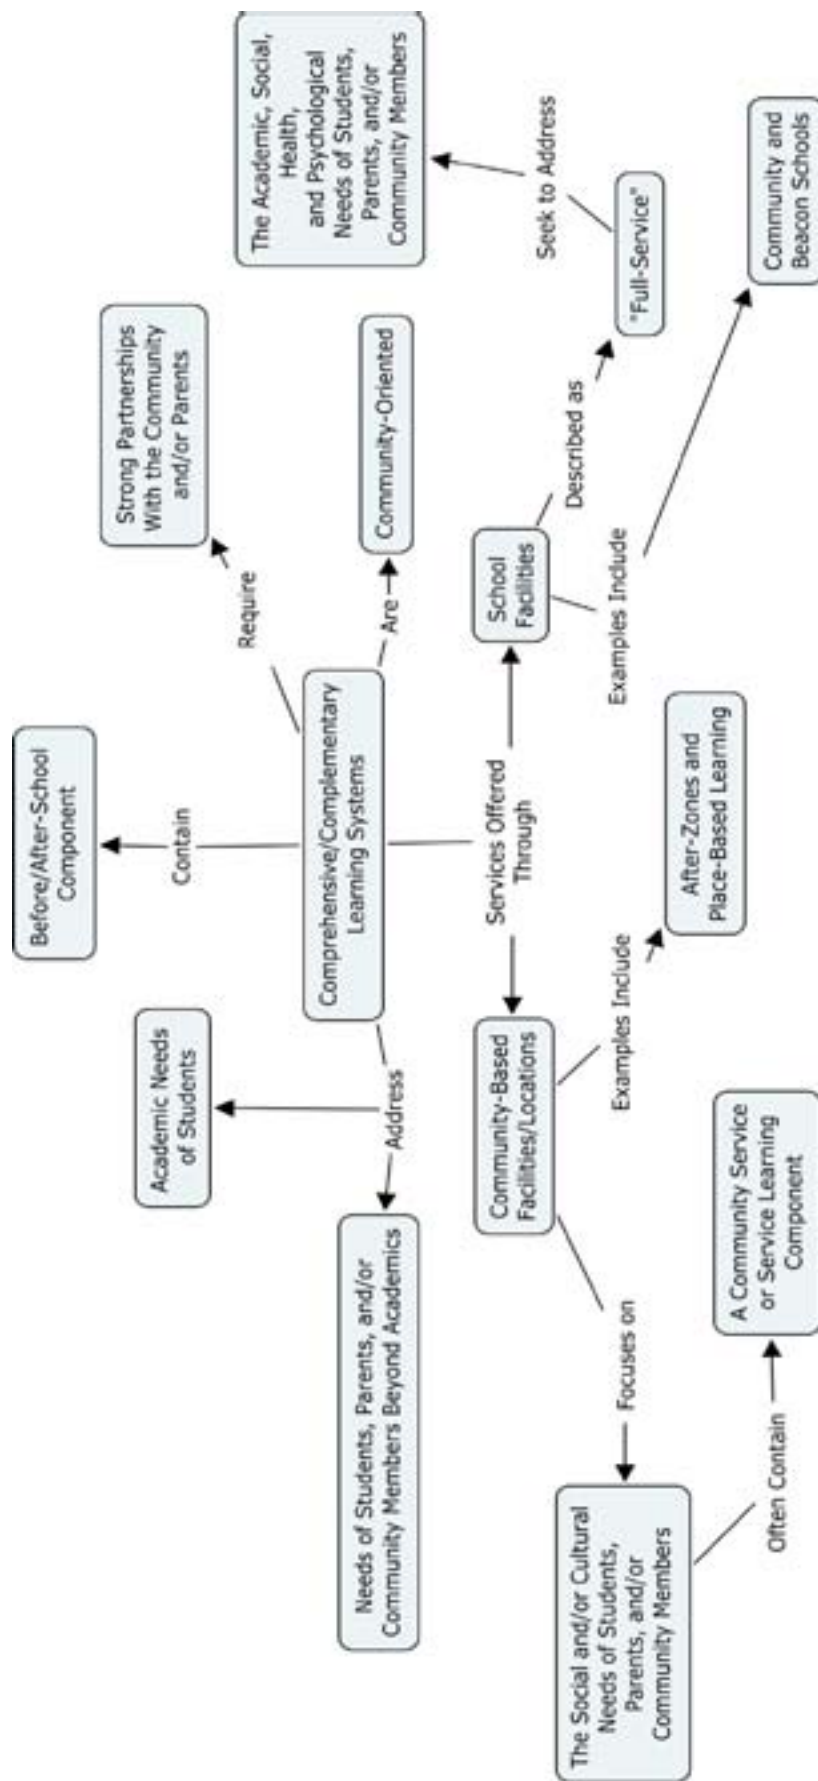 Before/After-School
Component
Academic Needs
of Students
Strong Partnerships
With the Community
and/or Parents
The Academic, Social,
Health,
and Psychological
Needs of Students,
Parents, and/or
Community Members
Contain
Require
Comprehensive/Complementary
Learning Systems
Address
Are
Needs of Students, Parents, and/or
Community Members Beyond Academics
Community-Oriented
Services Offered
Through
Community-Based
Facilities/Locations
School
Facilities
Seek to Address
Described as
"Full-Service"
Focuses on
Examples Include
Examples Include
The Social and/or Cultural
Needs of Students,
Parents, and/or
Community Members
After-Zones and
Place-Based Learning
Often Contain
A Community Service
or Service Learning
Component
Community and
Beacon Schools